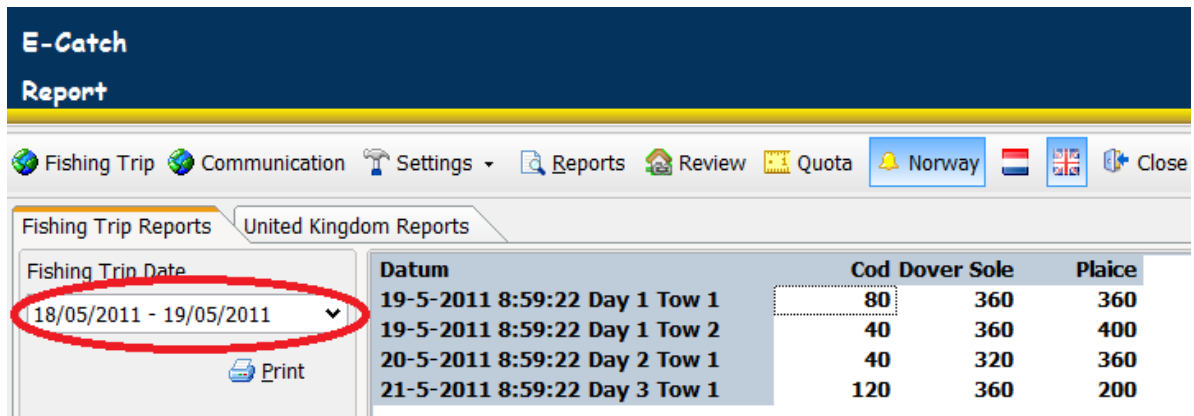 E-Catch
Report
Fishing Trip Communication Settings Reports Review Quota Norway Close
Fishing Trip Reports United Kingdom Reports
Fishing Trip Date
18/05/2011 - 19/05/2011
Print
Datum Cod Dover Sole Plaice
19-5-2011 8:59:22 Day 1 Tow 1 80 360 360
19-5-2011 8:59:22 Day 1 Tow 2 40 360 400
20-5-2011 8:59:22 Day 2 Tow 1 40 320 360
21-5-2011 8:59:22 Day 3 Tow 1 120 360 200